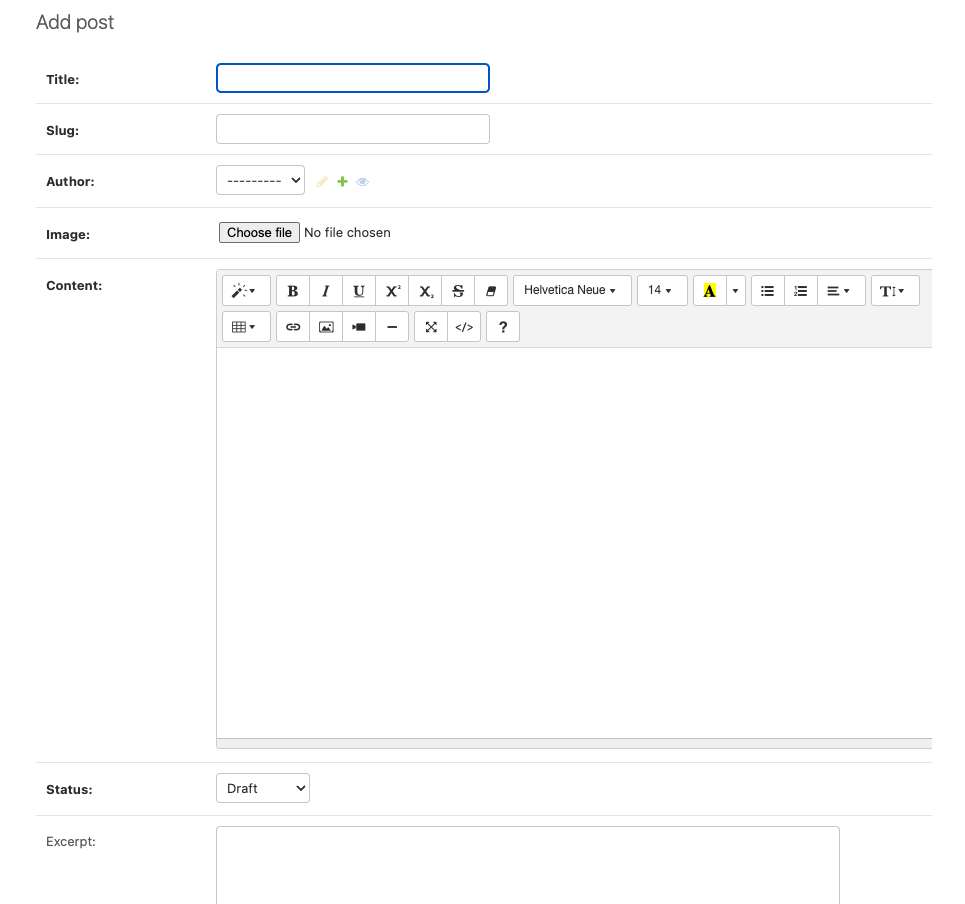 Add post
Title:
Slug:
Author: ---------
Image: Choose file No file chosen
Content: B I U X² X₂ S Helvetica Neue 14 A T
</> ?
Status: Draft
Excerpt: